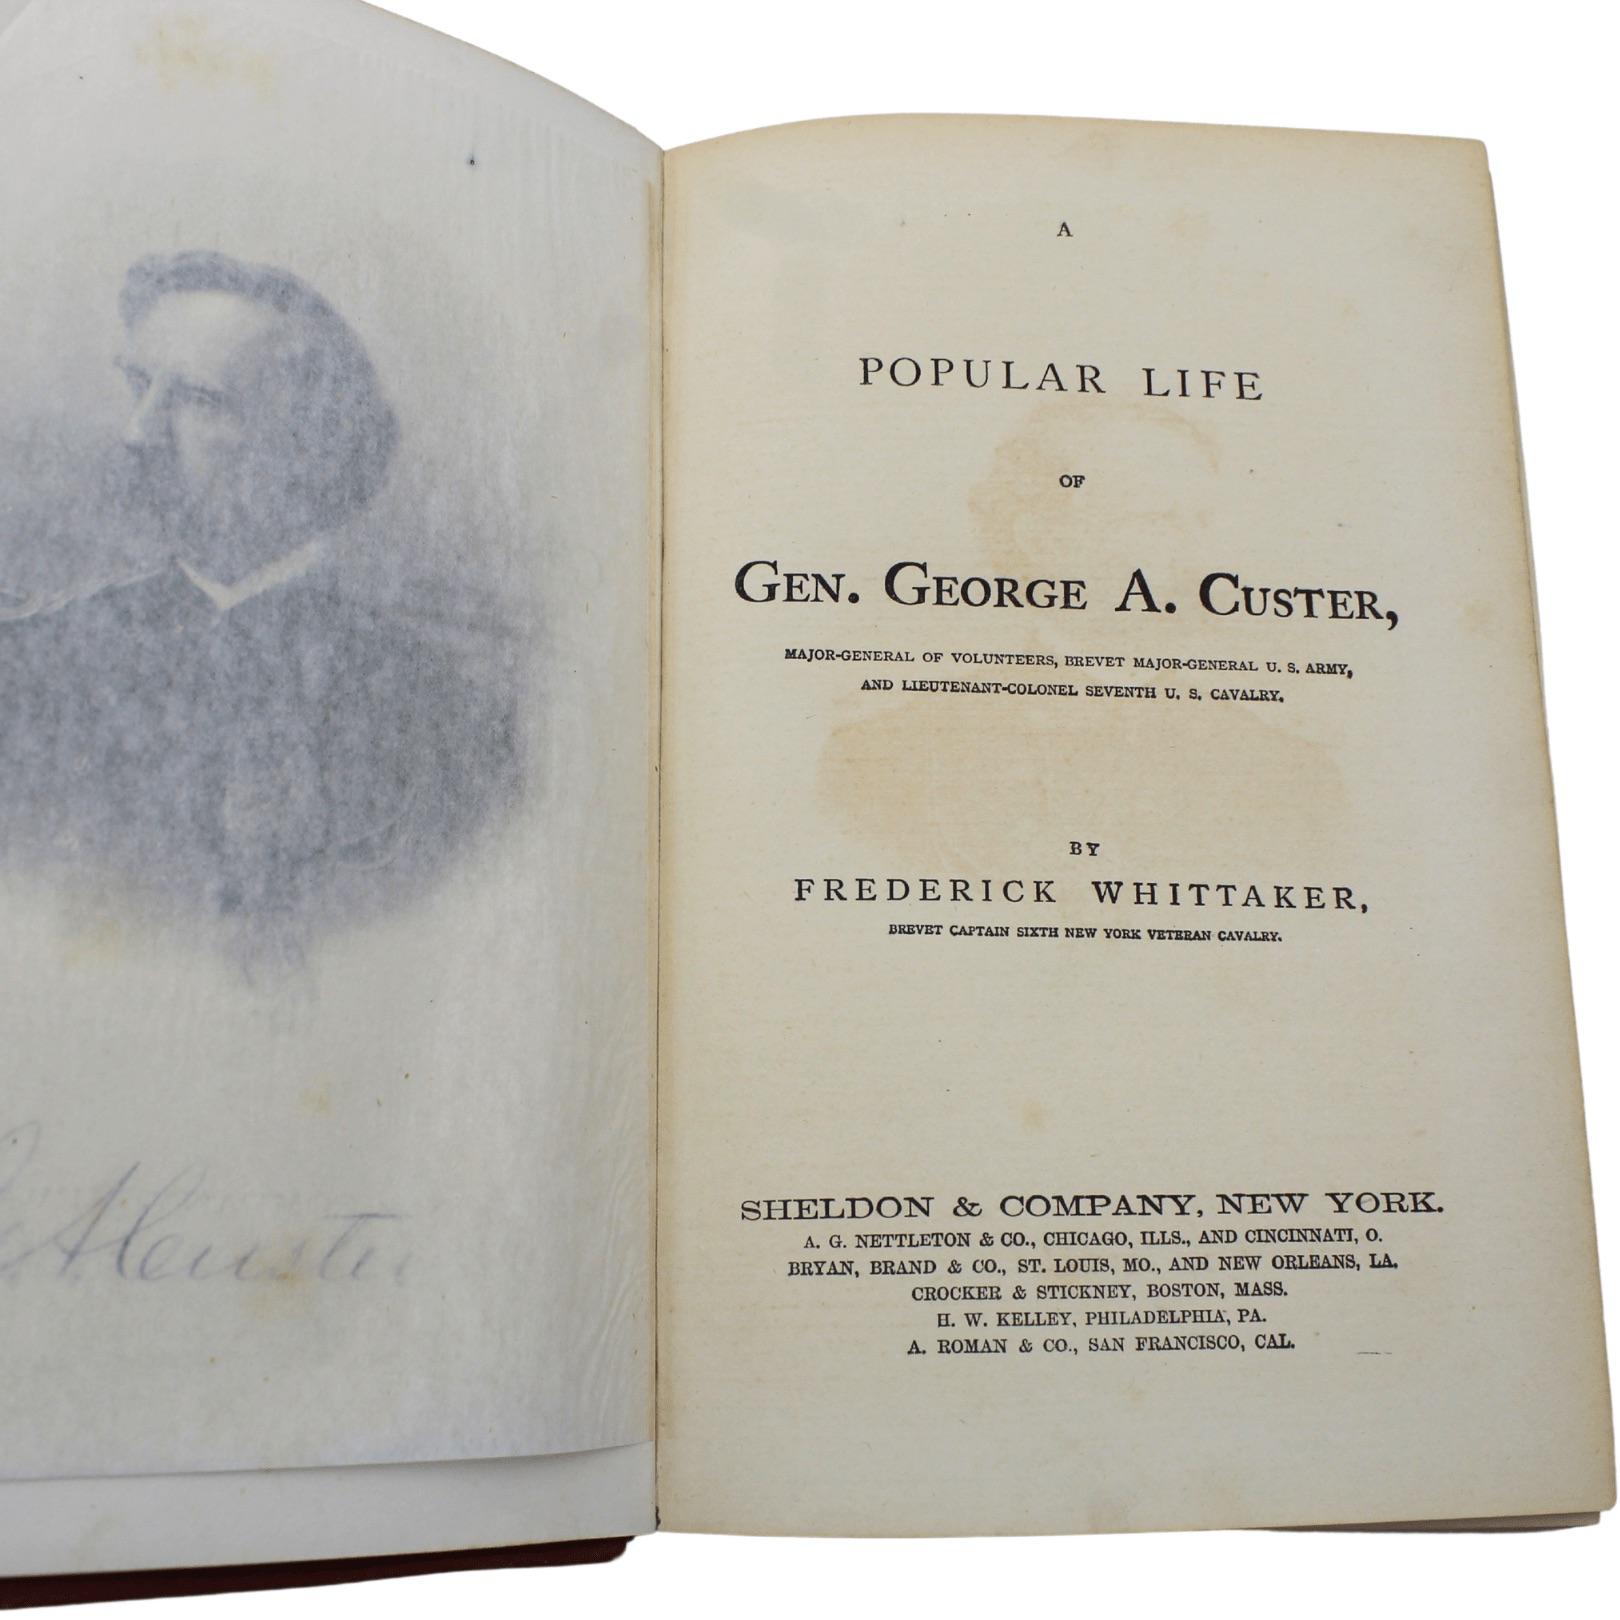 A
POPULAR LIFE
OF
GEN. GEORGE A. CUSTER,
MAJOR-GENERAL OF VOLUNTEERS, BREVET MAJOR-GENERAL U. S. ARMY,
AND LIEUTENANT-COLONEL SEVENTH U. S. CAVALRY.
BY
FREDERICK WHITTAKER,
BREVET CAPTAIN SIXTH NEW YORK VETERAN CAVALRY.
SHELDON & COMPANY, NEW YORK.
A. G. NETTLETON & CO., CHICAGO, ILLS., AND CINCINNATI, O.
BRYAN, BRAND & CO., ST. LOUIS, MO., AND NEW ORLEANS, LA.
CROCKER & STICKNEY, BOSTON, MASS.
H. W. KELLEY, PHILADELPHIA, PA.
A. ROMAN & CO., SAN FRANCISCO, CAL.
A Custer